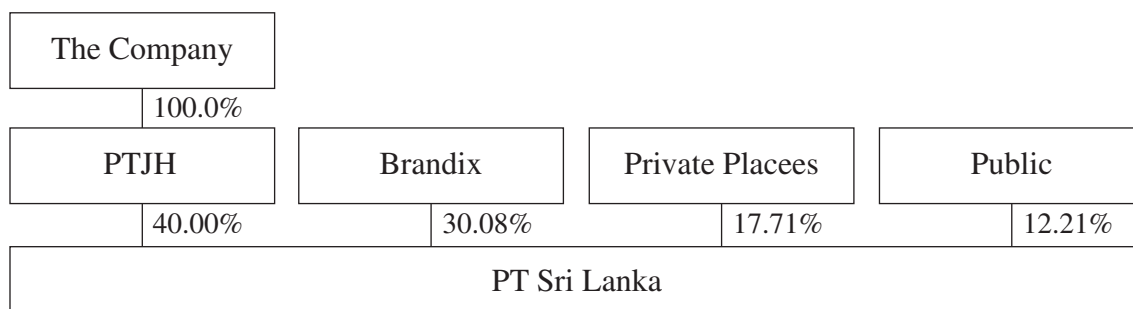 The Company
100.0%
PTJH Brandix Private Placees Public
40.00% 30.08% 17.71% 12.21%
PT Sri Lanka